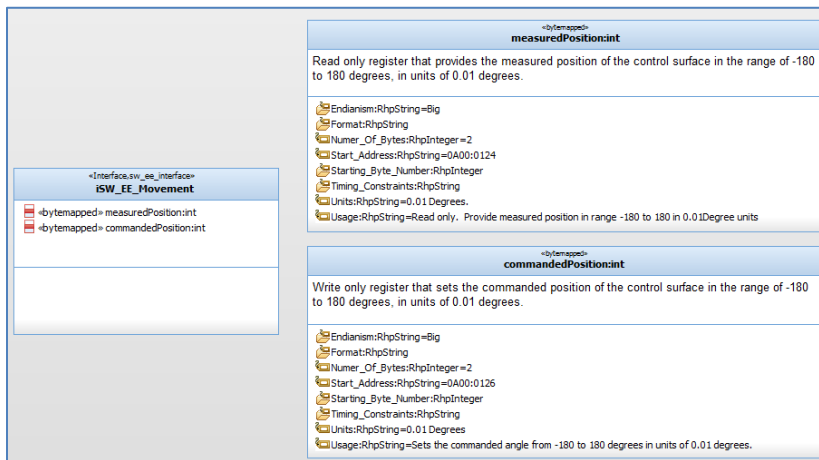 «Interface,sw_ee_interface»
iSW_EE_Movement
«bytemapped» measuredPosition:int
«bytemapped» commandedPosition:int
«bytemapped»
measuredPosition:int
Read only register that provides the measured position of the control surface in the range of -180
to 180 degrees, in units of 0.01 degrees.
Endianism:RhpString=Big
Format:RhpString
Numer_Of_Bytes:RhpInteger=2
Start_Address:RhpString=0A00:0124
Starting_Byte_Number:RhpInteger
Timing_Constraints:RhpString
Units:RhpString=0.01 Degrees.
Usage:RhpString=Read only. Provide measured position in range -180 to 180 in 0.01Degree units
«bytemapped»
commandedPosition:int
Write only register that sets the commanded position of the control surface in the range of -180
to 180 degrees, in units of 0.01 degrees.
Endianism:RhpString=Big
Format:RhpString
Numer_Of_Bytes:RhpInteger=2
Start_Address:RhpString=0A00:0126
Starting_Byte_Number:RhpInteger
Timing_Constraints:RhpString
Units:RhpString=0.01 Degrees
Usage:RhpString=Sets the commanded angle from -180 to 180 degrees in units of 0.01 degrees.